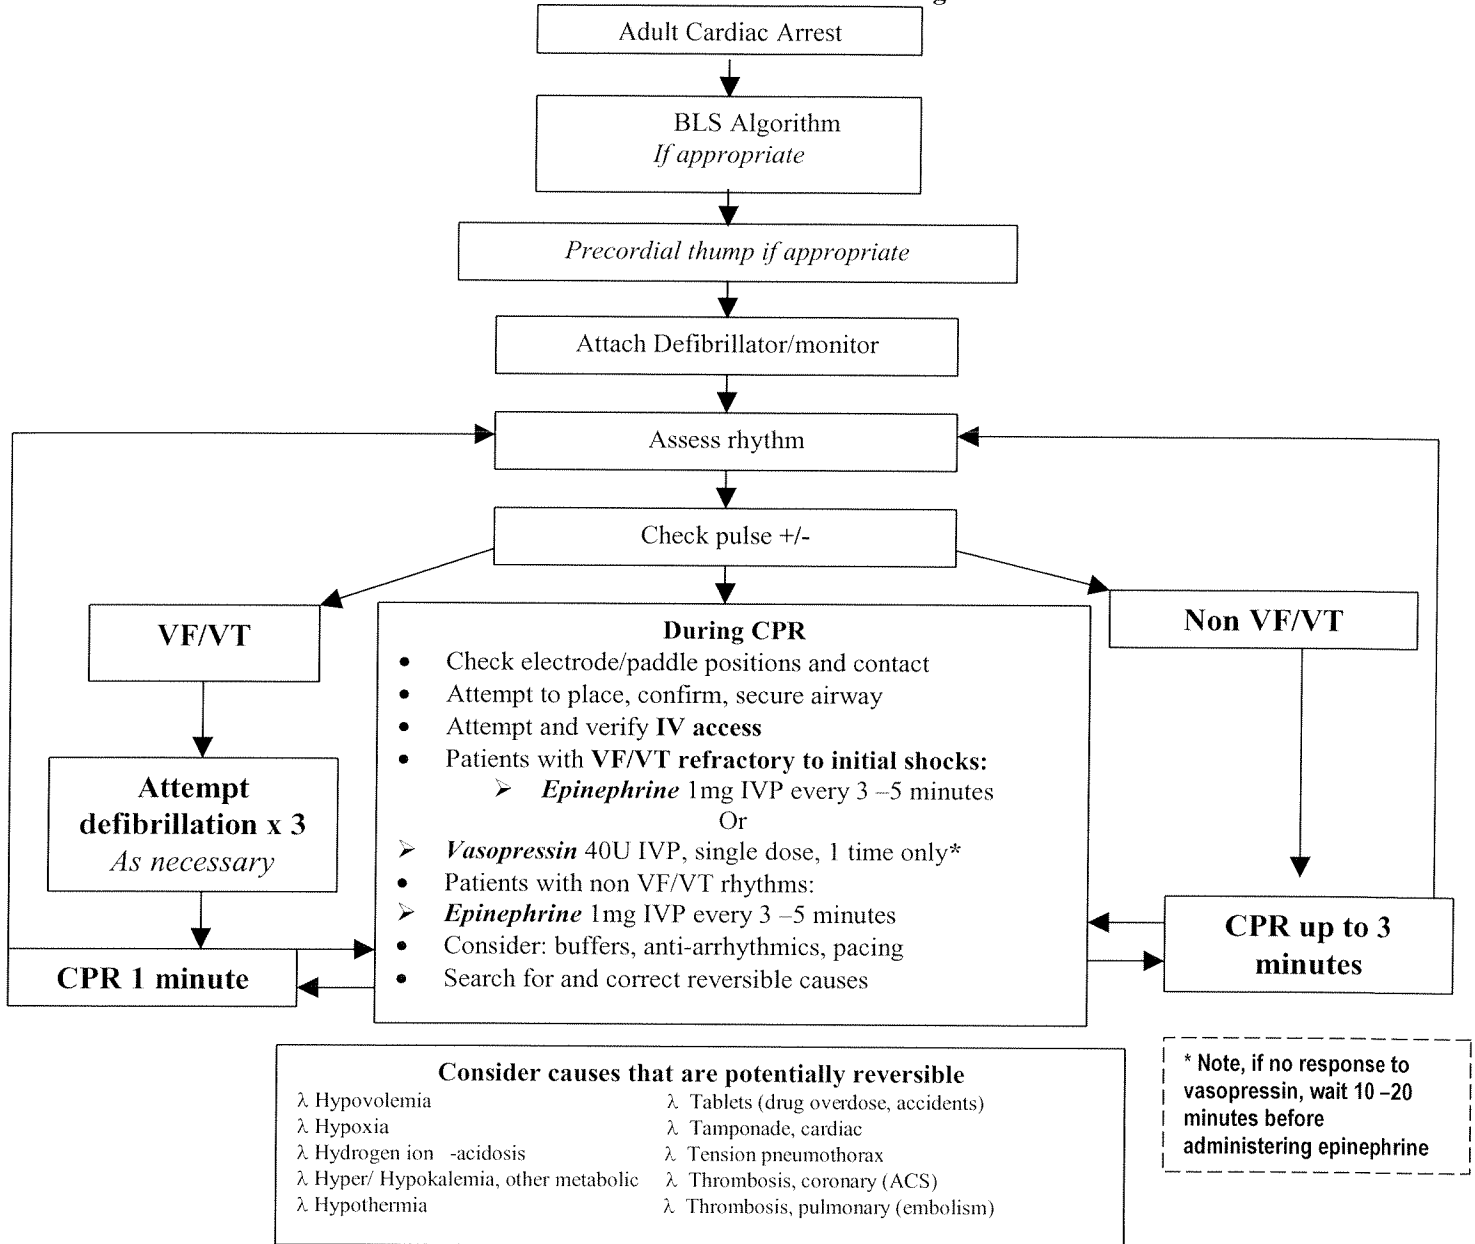 Adult Cardiac Arrest
BLS Algorithm
If appropriate
Precordial thump if appropriate
Attach Defibrillator/monitor
Assess rhythm
Check pulse +/-
VF/VT
Attempt
defibrillation x 3
As necessary
CPR 1 minute
During CPR
• Check electrode/paddle positions and contact
• Attempt to place, confirm, secure airway
• Attempt and verify IV access
• Patients with VF/VT refractory to initial shocks:
➢ Epinephrine 1mg IVP every 3 –5 minutes
Or
➢ Vasopressin 40U IVP, single dose, 1 time only*
• Patients with non VF/VT rhythms:
➢ Epinephrine 1mg IVP every 3 –5 minutes
• Consider: buffers, anti-arrhythmics, pacing
• Search for and correct reversible causes
Non VF/VT
CPR up to 3
minutes
Consider causes that are potentially reversible
λ Hypovolemia
λ Hypoxia
λ Hydrogen ion -acidosis
λ Hyper/ Hypokalemia, other metabolic
λ Hypothermia
λ Tablets (drug overdose, accidents)
λ Tamponade, cardiac
λ Tension pneumothorax
λ Thrombosis, coronary (ACS)
λ Thrombosis, pulmonary (embolism)
* Note, if no response to
vasopressin, wait 10 –20
minutes before
administering epinephrine